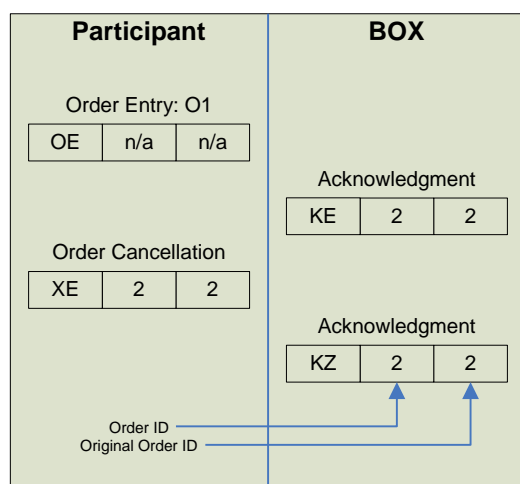 Participant
BOX
Order Entry: O1
OE n/a n/a
Acknowledgment
KE 2 2
Order Cancellation
XE 2 2
Acknowledgment
KZ 2 2
Order ID
Original Order ID